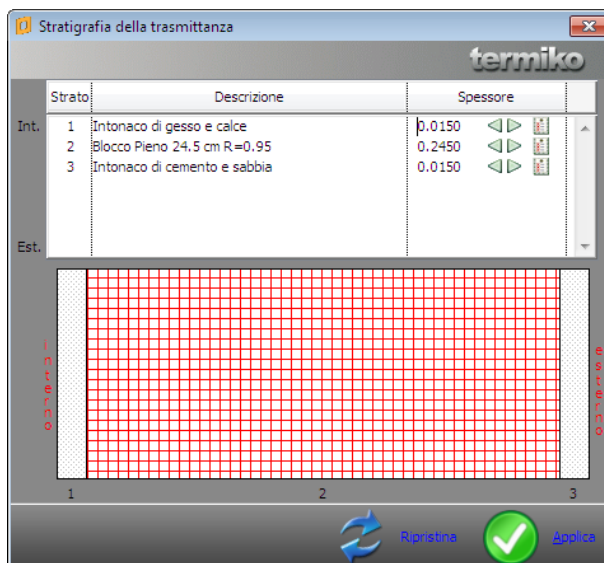 Stratigrafia della trasmittanza
termiko
Strato Descrizione Spessore
Int. 1 Intonaco di gesso e calce 0.0150
2 Blocco Pieno 24.5 cm R=0.95 0.2450
3 Intonaco di cemento e sabbia 0.0150
Est.
interno
esterno
1 2 3
Ripristina Applica